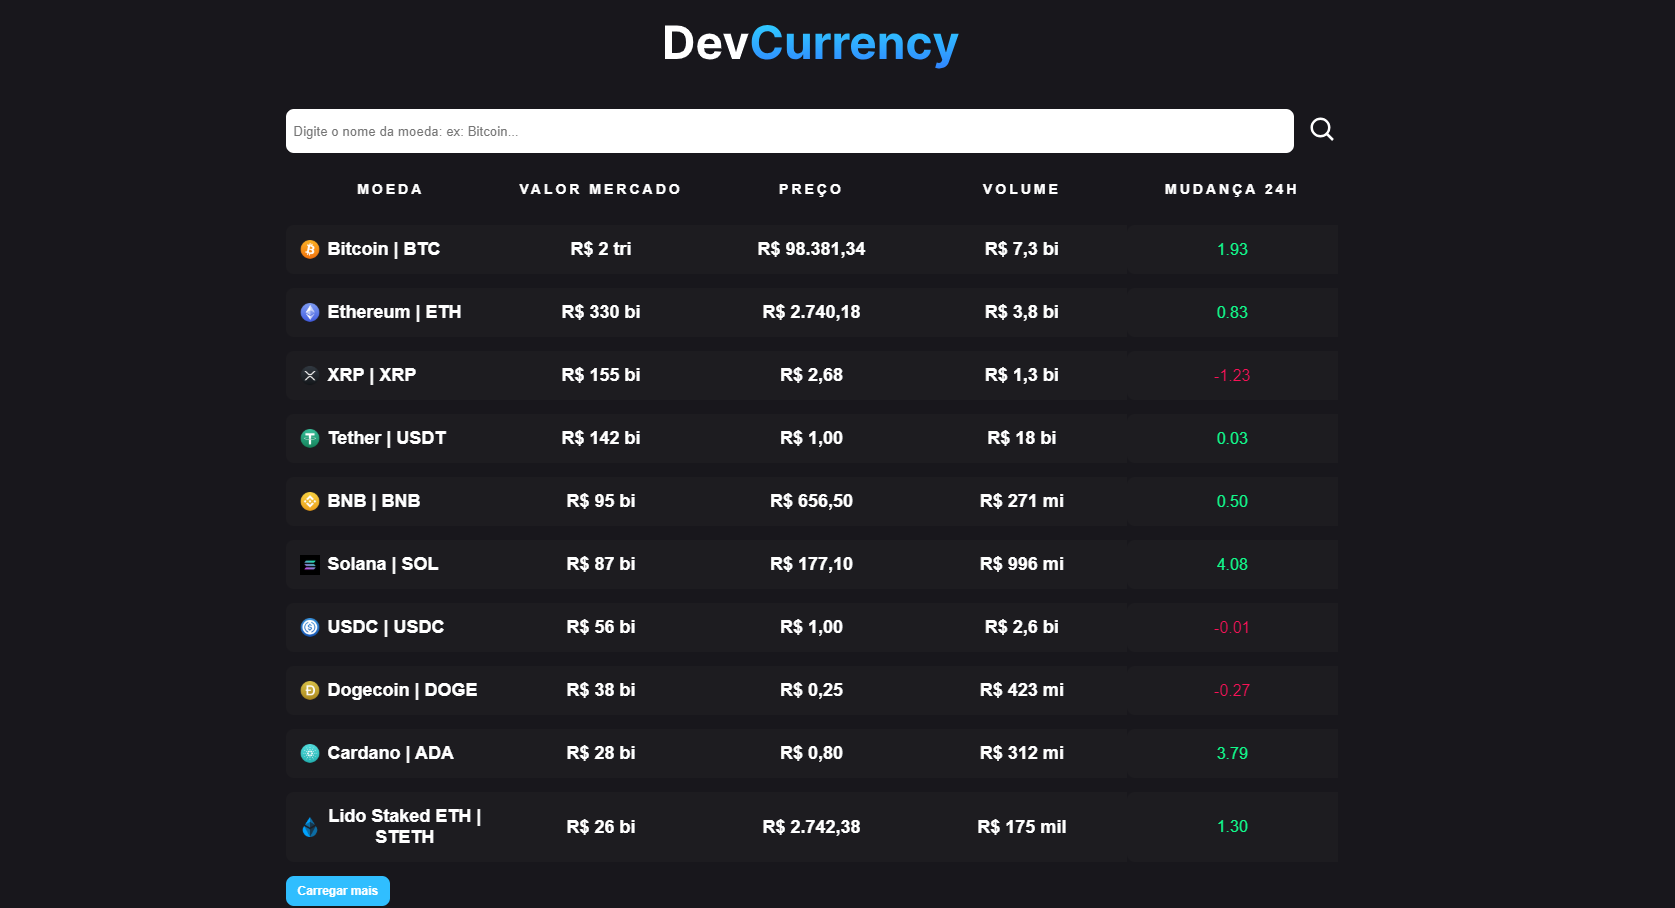 DevCurrency
Digite o nome da moeda: ex: Bitcoin...
MOEDA VALOR MERCADO PREÇO VOLUME MUDANÇA 24H
Bitcoin | BTC R$ 2 tri R$ 98.381,34 R$ 7,3 bi 1.93
Ethereum | ETH R$ 330 bi R$ 2.740,18 R$ 3,8 bi 0.83
XRP | XRP R$ 155 bi R$ 2,68 R$ 1,3 bi -1.23
Tether | USDT R$ 142 bi R$ 1,00 R$ 18 bi 0.03
BNB | BNB R$ 95 bi R$ 656,50 R$ 271 mi 0.50
Solana | SOL R$ 87 bi R$ 177,10 R$ 996 mi 4.08
USDC | USDC R$ 56 bi R$ 1,00 R$ 2,6 bi -0.01
Dogecoin | DOGE R$ 38 bi R$ 0,25 R$ 423 mi -0.27
Cardano | ADA R$ 28 bi R$ 0,80 R$ 312 mi 3.79
Lido Staked ETH |
STETH R$ 26 bi R$ 2.742,38 R$ 175 mil 1.30
Carregar mais